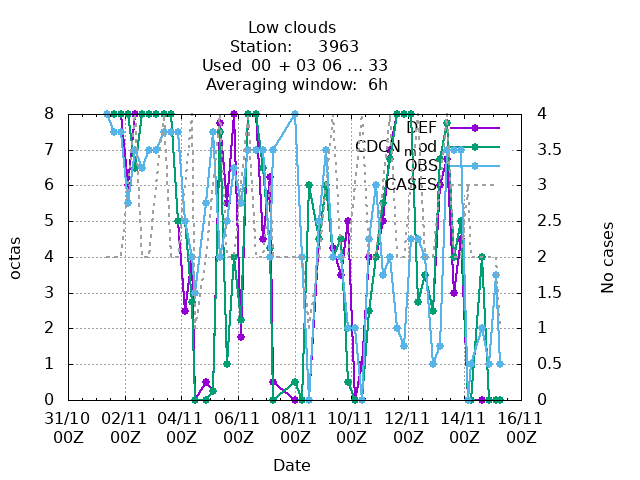 Low clouds
Station: 3963
Used 00 + 03 06 ... 33
Averaging window: 6h
octas
No cases
8
7
6
5
4
3
2
1
0
4
3.5
3
2.5
2
1.5
1
0.5
0
DEF
CDCN_mod
OBS
CASES
31/10 02/11 04/11 06/11 08/11 10/11 12/11 14/11 16/11
00Z 00Z 00Z 00Z 00Z 00Z 00Z 00Z 00Z
Date